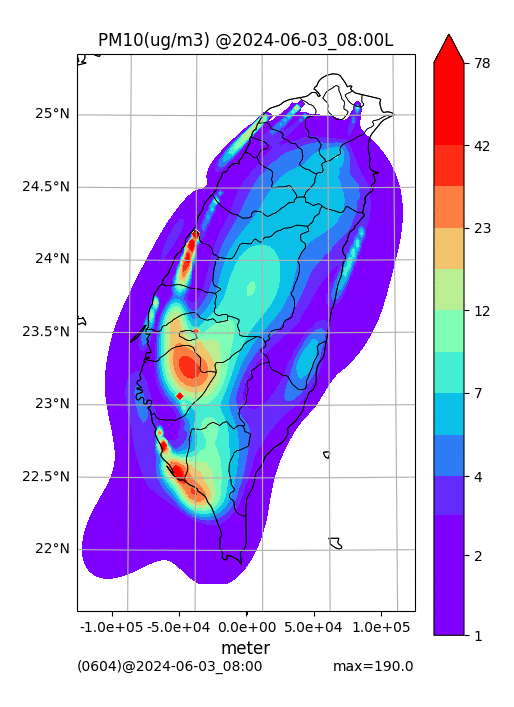 PM10(ug/m3) @2024-06-03_08:00L
78
42
23
12
7
4
2
1
25°N
24.5°N
24°N
23.5°N
23°N
22.5°N
22°N
-1.0e+05 -5.0e+04 0.0e+00 5.0e+04 1.0e+05
meter
(0604)@2024-06-03_08:00 max=190.0